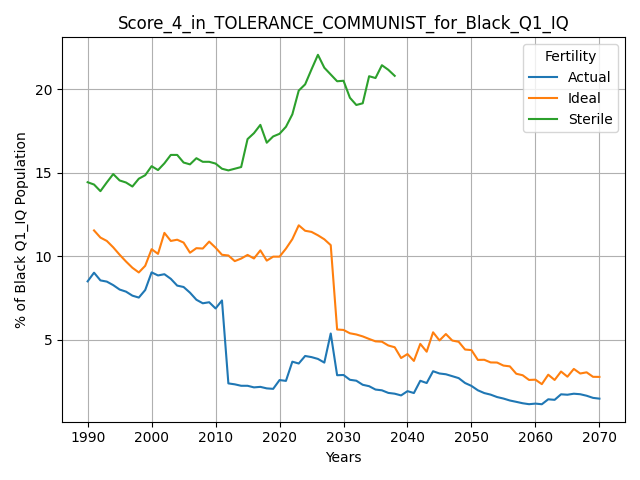 Score_4_in_TOLERANCE_COMMUNIST_for_Black_Q1_IQ
Fertility
Actual
Ideal
Sterile
% of Black Q1_IQ Population
20
15
10
5
1990 2000 2010 2020 2030 2040 2050 2060 2070
Years